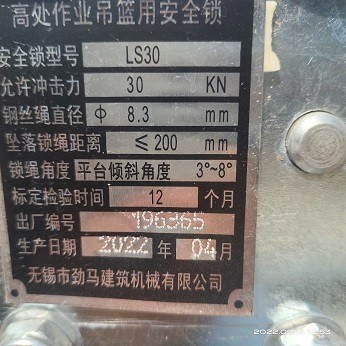 高处作业吊篮用安全锁
安全锁型号 LS30
允许冲击力 30 KN
钢丝绳直径 Φ 8.3 mm
坠落锁绳距离 ≤200 mm
锁绳角度 平台倾斜角度 3°~8°
标定检验时间 12 个月
出厂编号 196365
生产日期 2022 年 04 月
无锡市劲马建筑机械有限公司